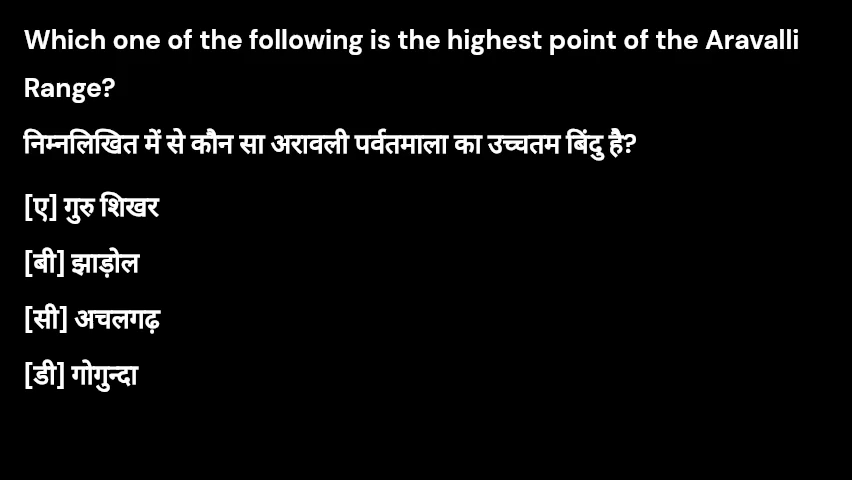 Which one of the following is the highest point of the Aravalli
Range?
निम्नलिखित में से कौन सा अरावली पर्वतमाला का उच्चतम बिंदु है?
[ए] गुरु शिखर
[बी] झाड़ोल
[सी] अचलगढ़
[डी] गोगुन्दा